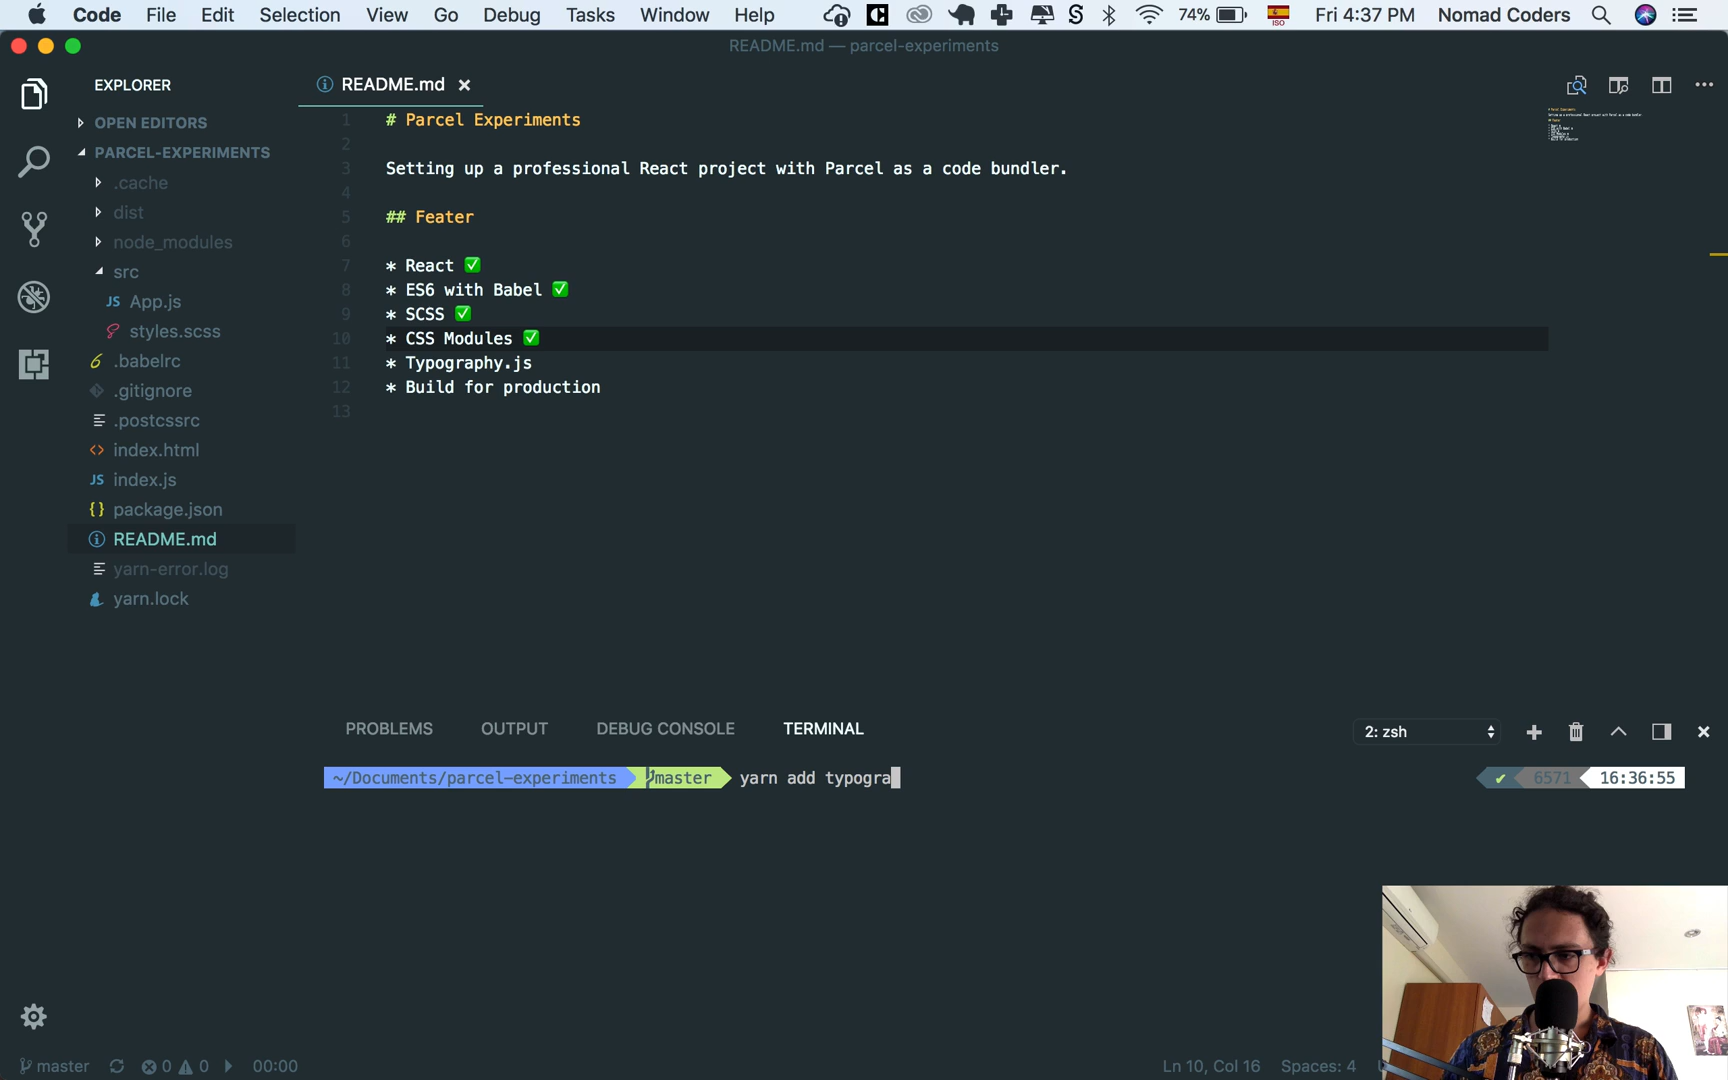 Code File Edit Selection View Go Debug Tasks Window Help 74% ISO Fri 4:37 PM Nomad Coders
README.md — parcel-experiments
EXPLORER
OPEN EDITORS
PARCEL-EXPERIMENTS
.cache
dist
node_modules
src
JS App.js
styles.scss
.babelrc
.gitignore
.postcssrc
<> index.html
JS index.js
{} package.json
README.md
yarn-error.log
yarn.lock
README.md
1 # Parcel Experiments
2
3 Setting up a professional React project with Parcel as a code bundler.
4
5 ## Feater
6
7 * React ✅
8 * ES6 with Babel ✅
9 * SCSS ✅
10 * CSS Modules ✅
11 * Typography.js
12 * Build for production
13
PROBLEMS OUTPUT DEBUG CONSOLE TERMINAL 2: zsh
~/Documents/parcel-experiments master yarn add typogra ✔ 6571 16:36:55
master 0 0 00:00 Ln 10, Col 16 Spaces: 4